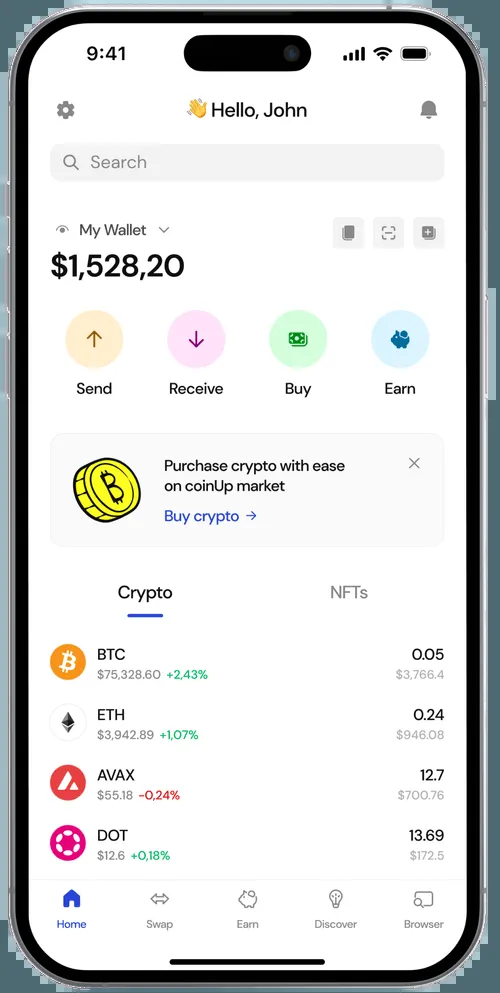 9:41
👋 Hello, John
Search
My Wallet
$1,528,20
Send Receive Buy Earn
Purchase crypto with ease
on coinUp market
Buy crypto →
Crypto NFTs
BTC 0.05
$75,328.60 +2,43% $3,766.4
ETH 0.24
$3,942.89 +1,07% $946.08
AVAX 12.7
$55.18 -0,24% $700.76
DOT 13.69
$12.6 +0,18% $172.5
Home Swap Earn Discover Browser